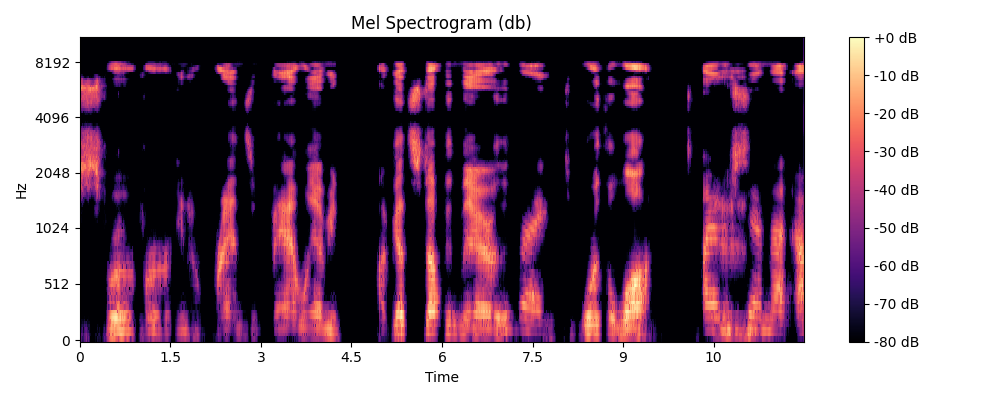 Mel Spectrogram (db)
8192
4096
2048
1024
512
0
Hz
0 1.5 3 4.5 6 7.5 9 10
Time
+0 dB
-10 dB
-20 dB
-30 dB
-40 dB
-50 dB
-60 dB
-70 dB
-80 dB